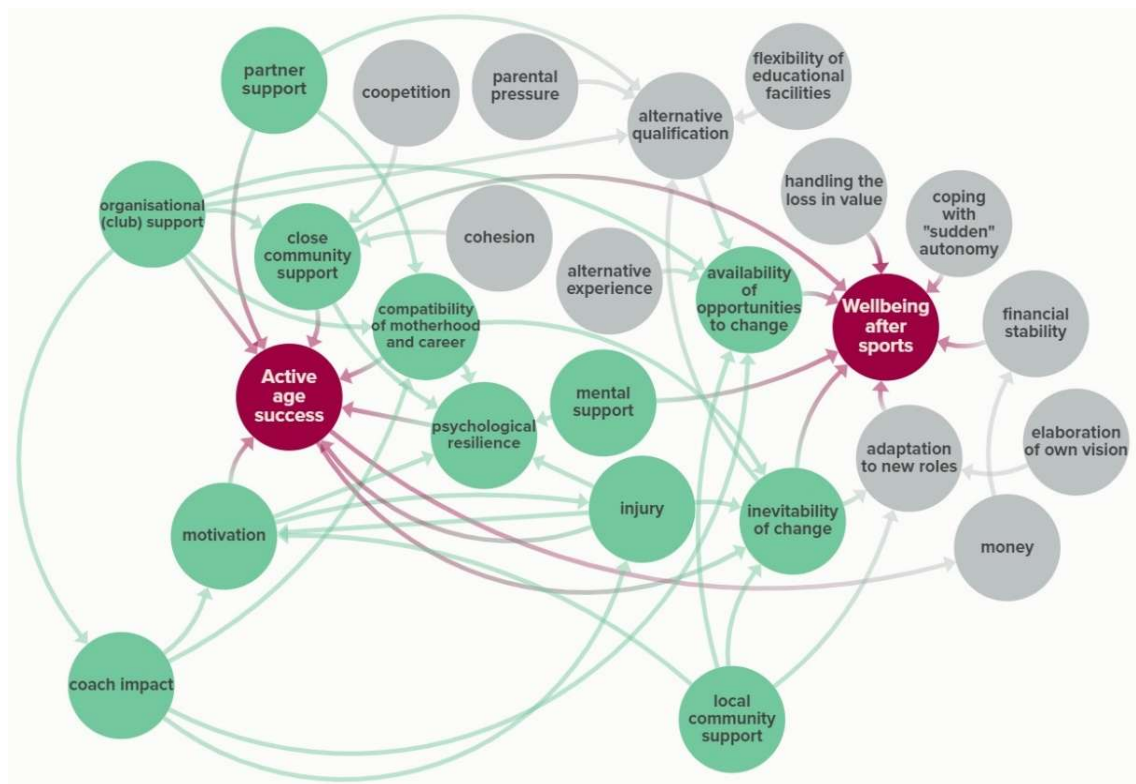 partner
support
coopetition
parental
pressure
flexibility of
educational
facilities
alternative
qualification
organisational
(club) support
close
community
support
cohesion
handling the
loss in value
coping
with
"sudden"
autonomy
alternative
experience
availability
of
opportunities
to change
compatibility
of motherhood
and career
Wellbeing
after
sports
financial
stability
Active
age
success
mental
support
psychological
resilience
adaptation
to new roles
elaboration
of own vision
motivation
injury
inevitability
of change
money
coach impact
local
community
support